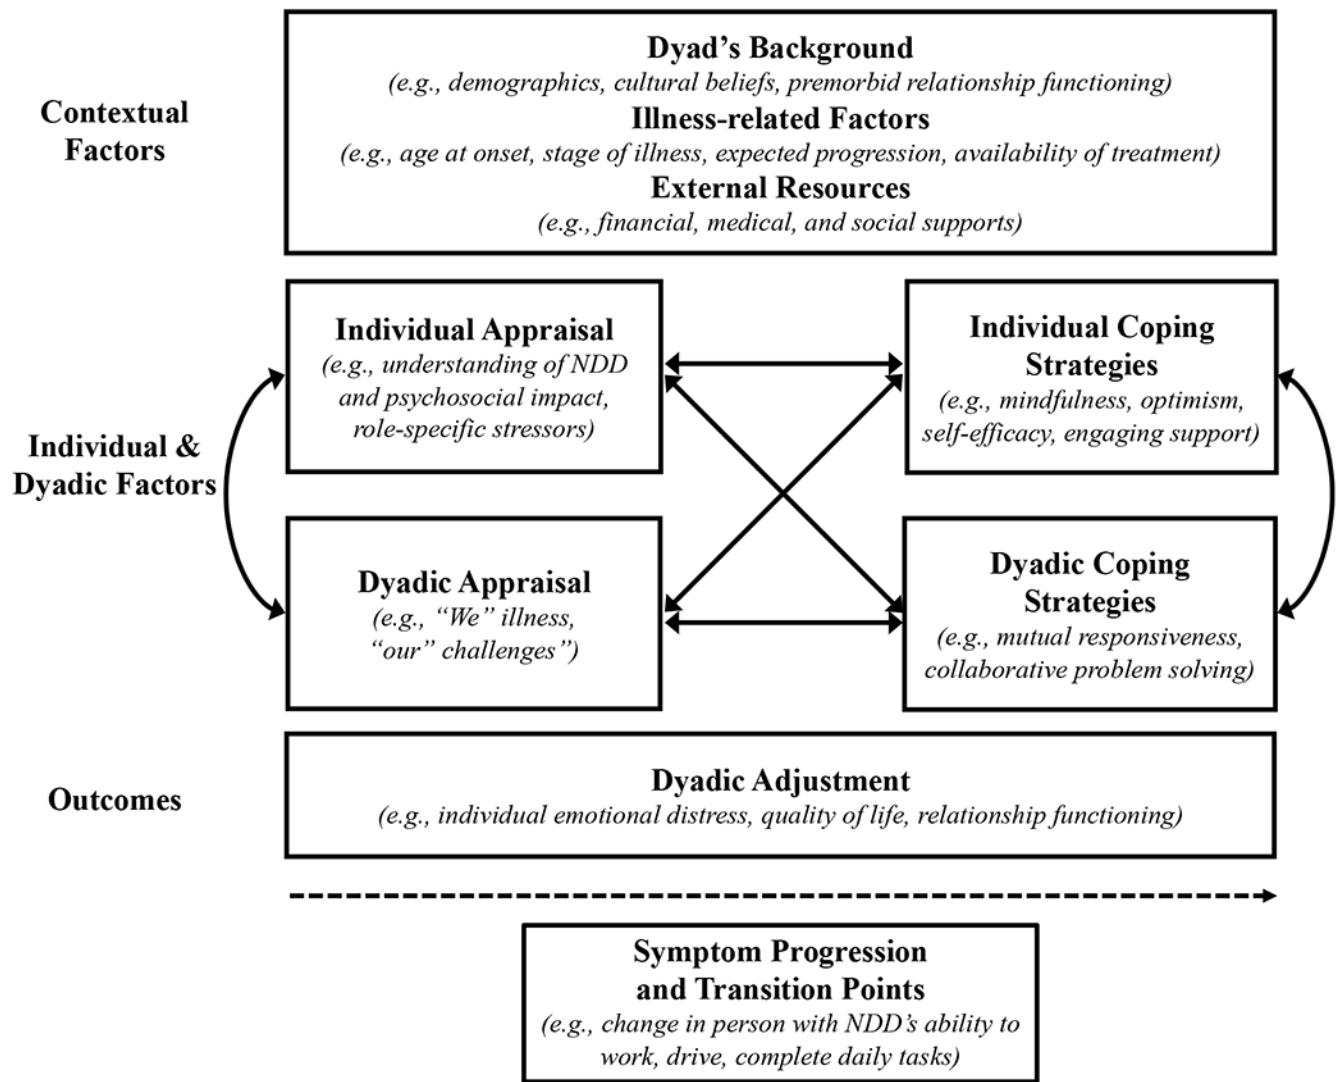 Dyad’s Background
(e.g., demographics, cultural beliefs, premorbid relationship functioning)
Contextual
Factors
Illness-related Factors
(e.g., age at onset, stage of illness, expected progression, availability of treatment)
External Resources
(e.g., financial, medical, and social supports)
Individual Appraisal
(e.g., understanding of NDD
and psychosocial impact,
role-specific stressors)
Individual Coping
Strategies
(e.g., mindfulness, optimism,
self-efficacy, engaging support)
Individual &
Dyadic Factors
Dyadic Appraisal
(e.g., “We” illness,
“our” challenges”)
Dyadic Coping
Strategies
(e.g., mutual responsiveness,
collaborative problem solving)
Outcomes
Dyadic Adjustment
(e.g., individual emotional distress, quality of life, relationship functioning)
Symptom Progression
and Transition Points
(e.g., change in person with NDD’s ability to
work, drive, complete daily tasks)